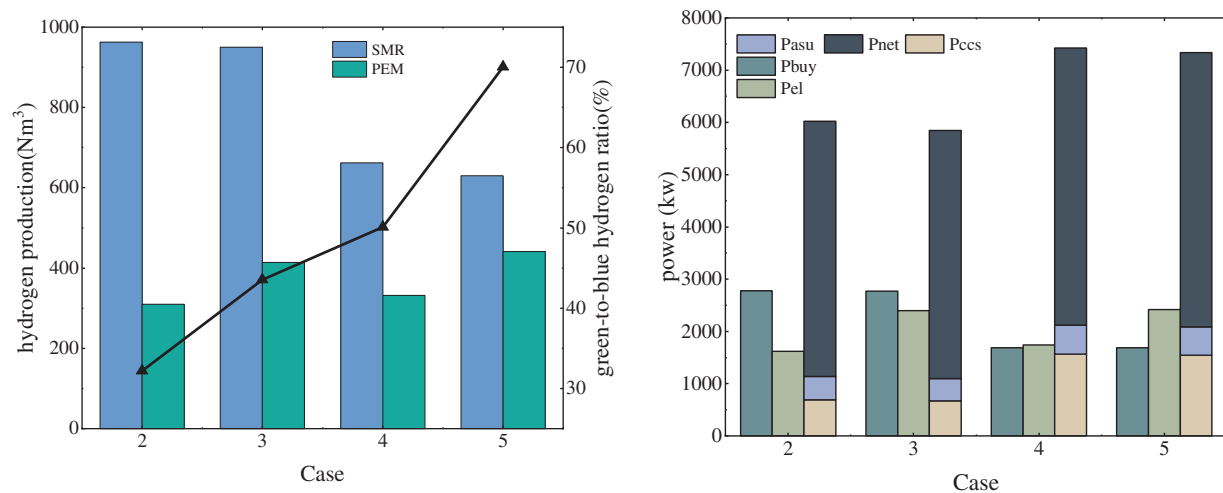 1000
800
600
400
200
0
hydrogen production(Nm³)
SMR
PEM
70
60
50
40
30
green-to-blue hydrogen ratio(%)
2 3 4 5
Case
8000
7000
6000
5000
4000
3000
2000
1000
0
power (kw)
Pasu Pnet Pccs
Pbuy
Pel
2 3 4 5
Case